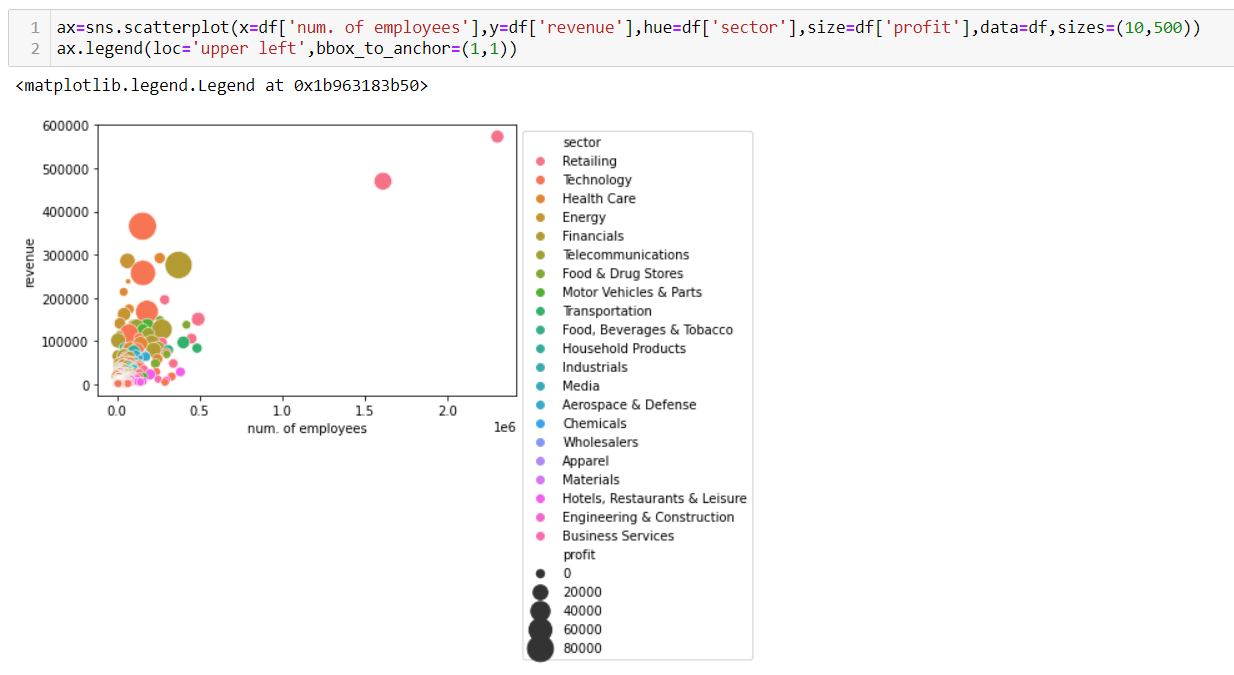 1 ax=sns.scatterplot(x=df['num. of employees'],y=df['revenue'],hue=df['sector'],size=df['profit'],data=df,sizes=(10,500))
2 ax.legend(loc='upper left',bbox_to_anchor=(1,1))
<matplotlib.legend.Legend at 0x1b963183b50>
600000
500000
400000
300000
200000
100000
0
revenue
0.0 0.5 1.0 1.5 2.0
1e6
num. of employees
sector
Retailing
Technology
Health Care
Energy
Financials
Telecommunications
Food & Drug Stores
Motor Vehicles & Parts
Transportation
Food, Beverages & Tobacco
Household Products
Industrials
Media
Aerospace & Defense
Chemicals
Wholesalers
Apparel
Materials
Hotels, Restaurants & Leisure
Engineering & Construction
Business Services
profit
0
20000
40000
60000
80000